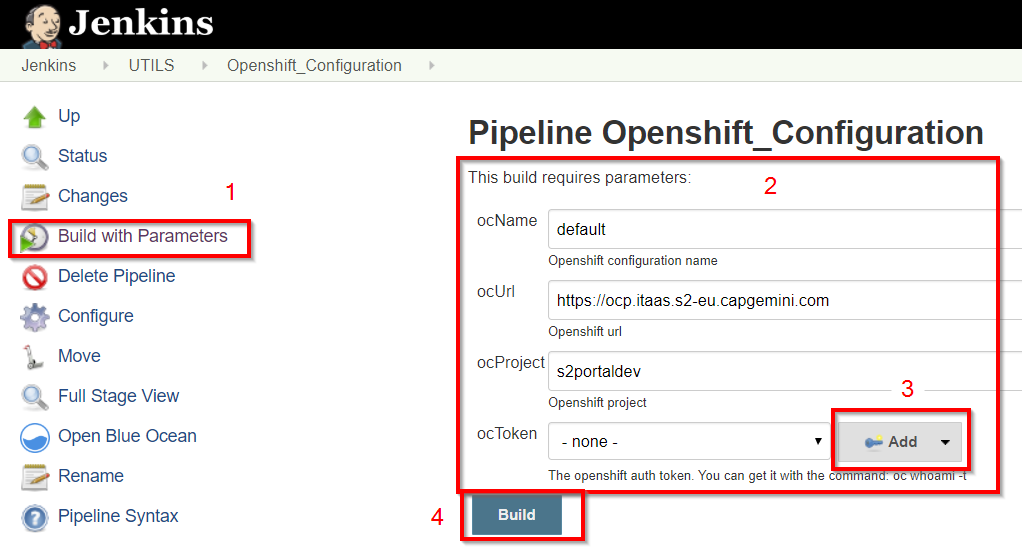 Jenkins
Jenkins UTILS Openshift_Configuration
Up
Status
Changes
1
Build with Parameters
Delete Pipeline
Configure
Move
Full Stage View
Open Blue Ocean
Rename
Pipeline Syntax
Pipeline Openshift_Configuration
This build requires parameters:
2
ocName
default
Openshift configuration name
ocUrl
https://ocp.itaas.s2-eu.capgemini.com
Openshift url
ocProject
s2portaldev
Openshift project
3
ocToken
- none -
Add
The openshift auth token. You can get it with the command: oc whoami -t
4
Build